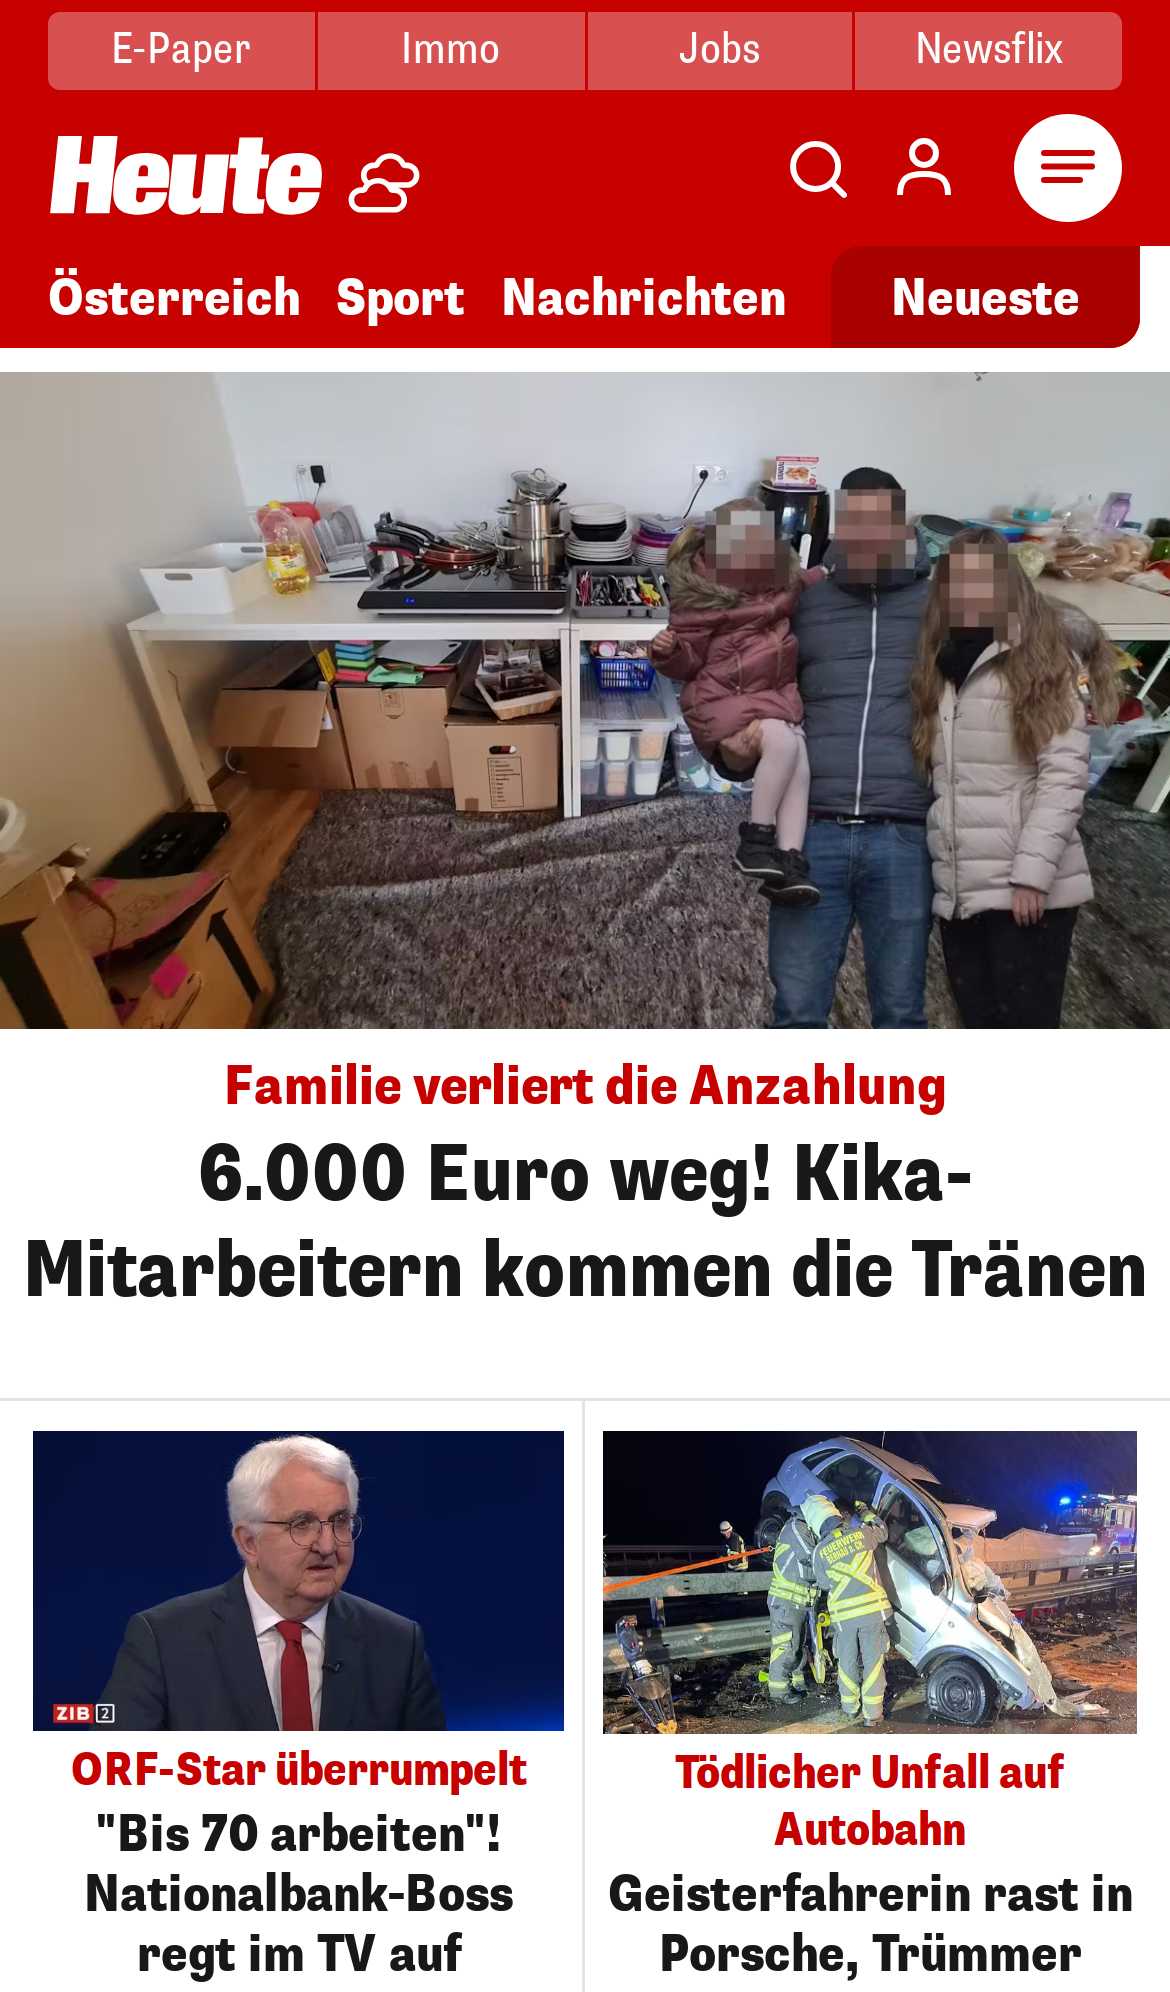 E-Paper
Immo
Jobs
Newsflix
Heute
Österreich
Sport
Nachrichten
Neueste
Familie verliert die Anzahlung
6.000 Euro weg! Kika-
Mitarbeitern kommen die Tränen
ZIB 2
FEUERWEHR
ORF-Star überrumpelt
"Bis 70 arbeiten"!
Nationalbank-Boss
regt im TV auf
Tödlicher Unfall auf
Autobahn
Geisterfahrerin rast in
Porsche, Trümmer